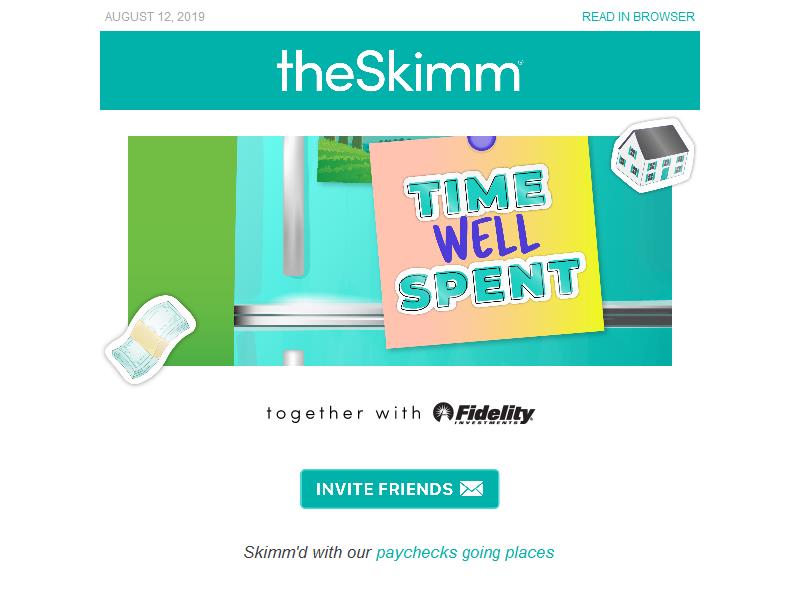 AUGUST 12, 2019 READ IN BROWSER
theSkimm®
TIME
WELL
SPENT
together with Fidelity
INVESTMENTS
INVITE FRIENDS
Skimm'd with our paychecks going places